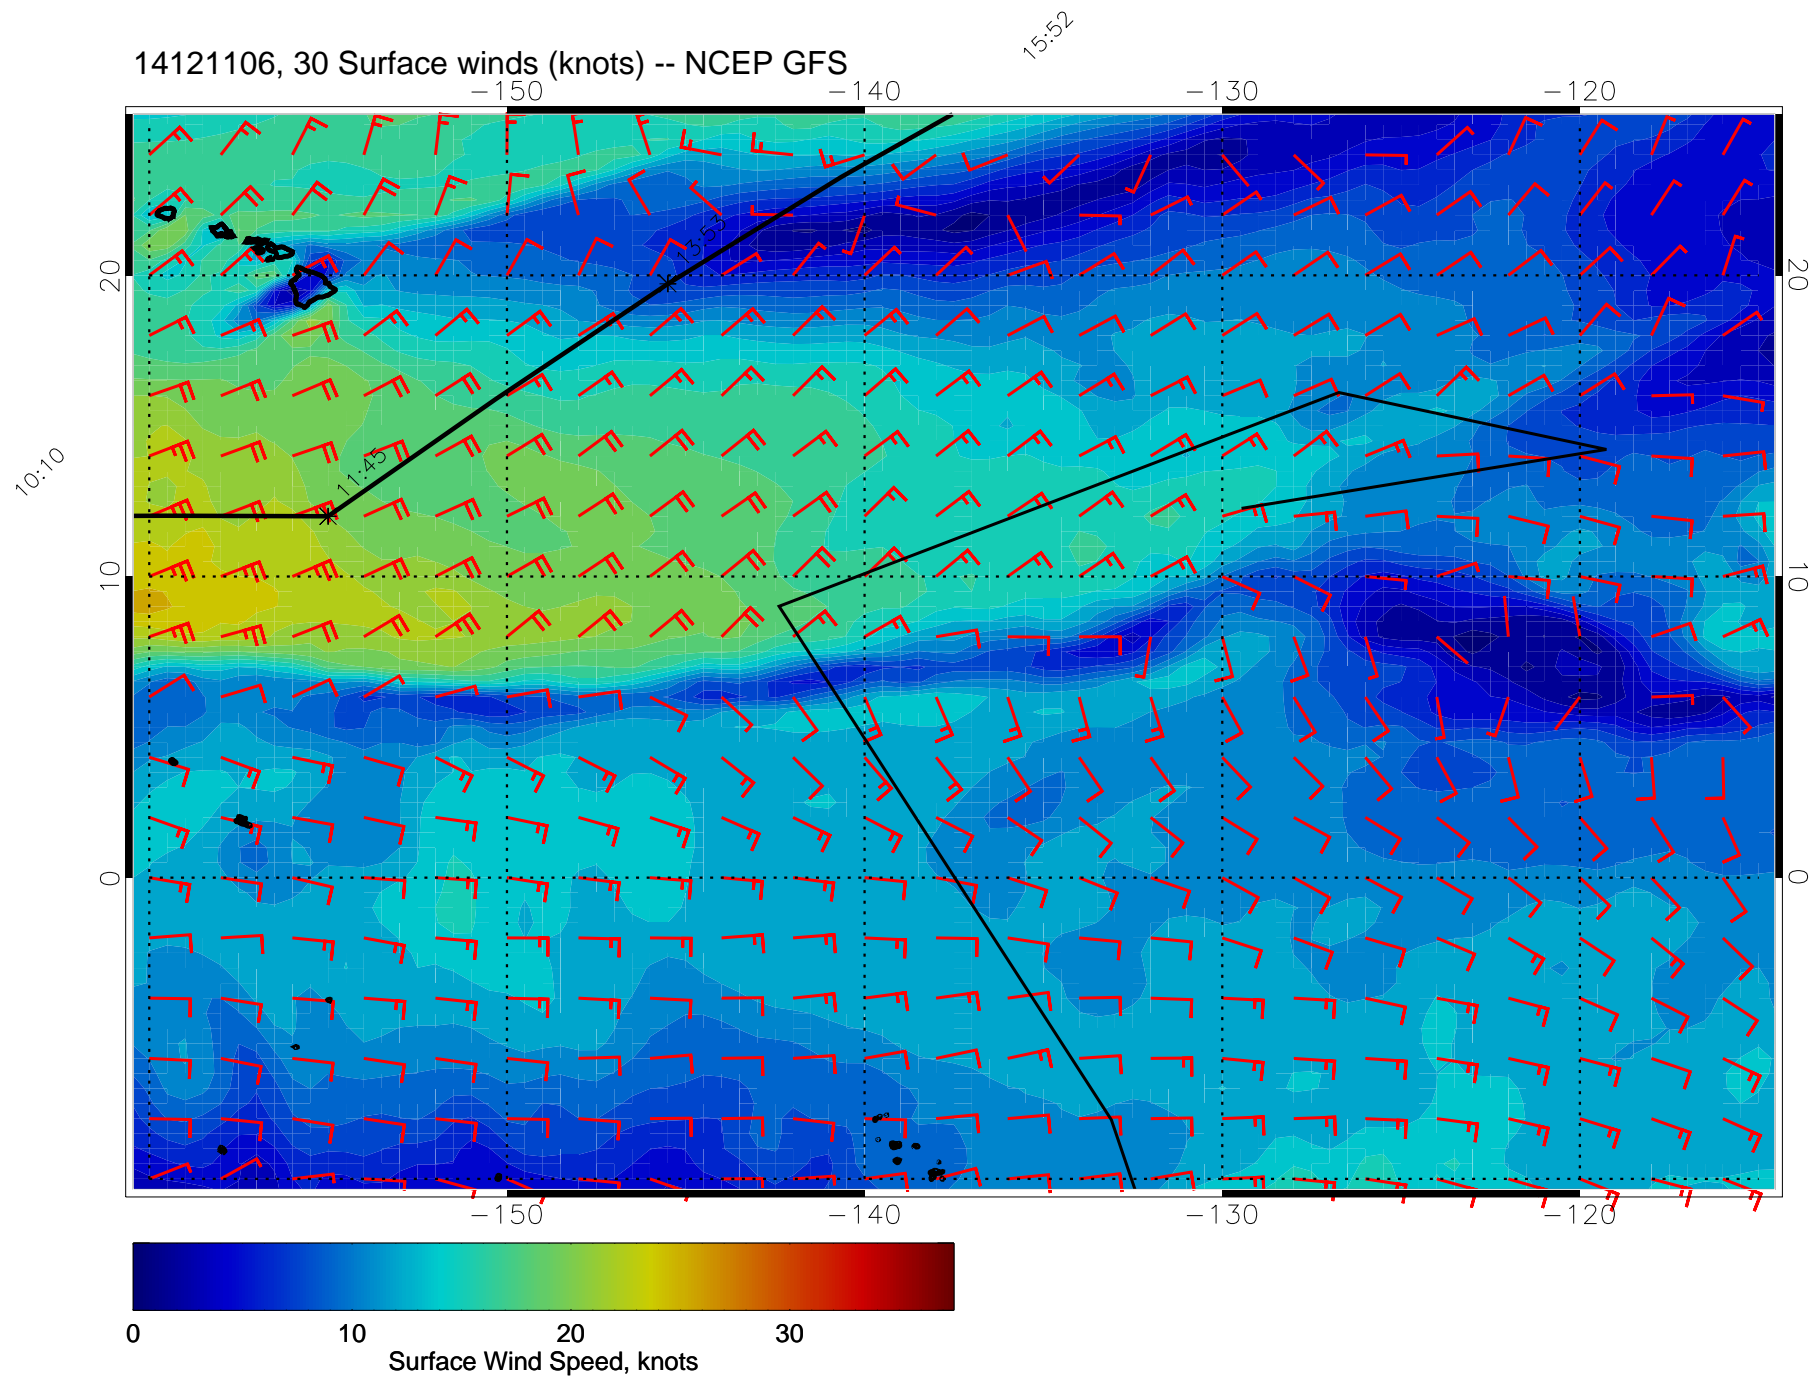 15:52
14121106, 30 Surface winds (knots) -- NCEP GFS
-150 -140 -130 -120
13:53
20 20
11:45
10:10
10 10
0 0
-150 -140 -130 -120
0 10 20 30
Surface Wind Speed, knots